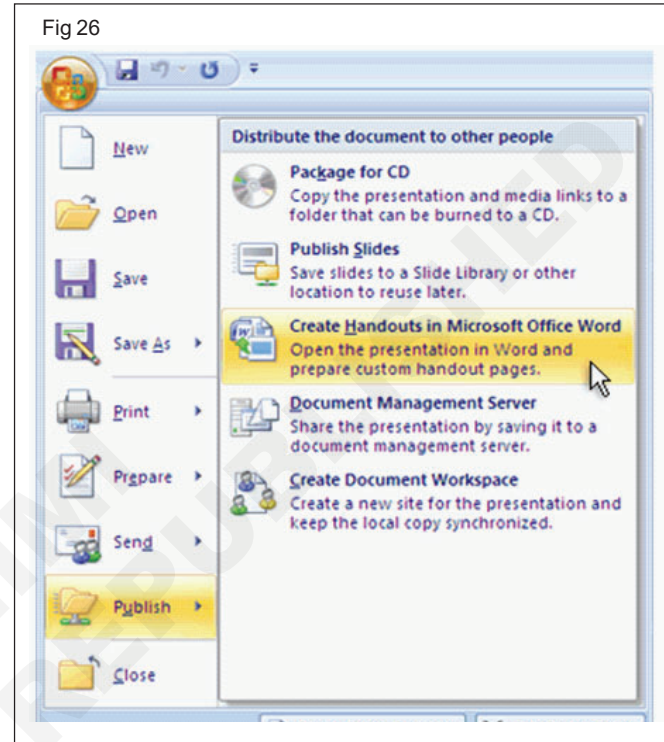 Fig 26
New
Open
Save
Save As
Print
Prepare
Send
Publish
Close
Distribute the document to other people
Package for CD
Copy the presentation and media links to a
folder that can be burned to a CD.
Publish Slides
Save slides to a Slide Library or other
location to reuse later.
Create Handouts in Microsoft Office Word
Open the presentation in Word and
prepare custom handout pages.
Document Management Server
Share the presentation by saving it to a
document management server.
Create Document Workspace
Create a new site for the presentation and
keep the local copy synchronized.